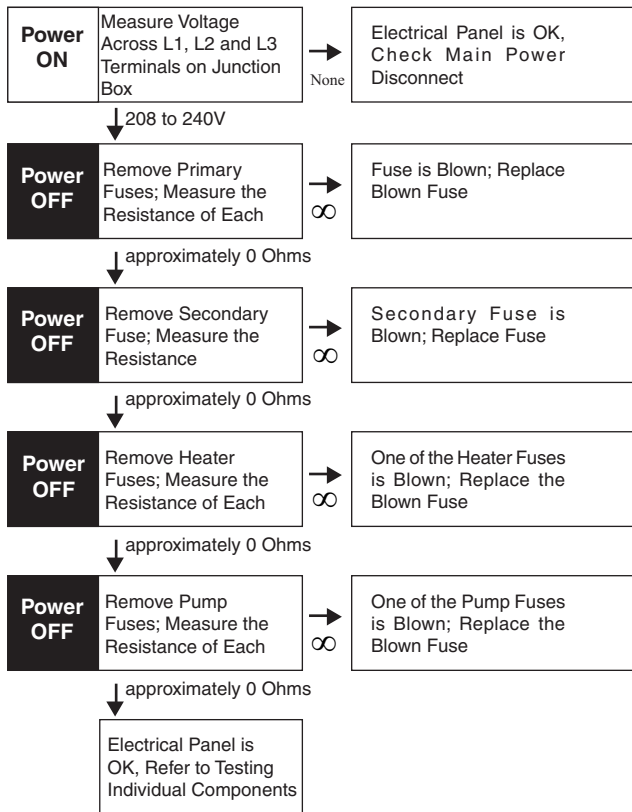 Power
ON
Measure Voltage
Across L1, L2 and L3
Terminals on Junction
Box
None
Electrical Panel is OK,
Check Main Power
Disconnect
208 to 240V
Power
OFF
Remove Primary
Fuses; Measure the
Resistance of Each
∞
Fuse is Blown; Replace
Blown Fuse
approximately 0 Ohms
Power
OFF
Remove Secondary
Fuse; Measure the
Resistance
∞
Secondary Fuse is
Blown; Replace Fuse
approximately 0 Ohms
Power
OFF
Remove Heater
Fuses; Measure the
Resistance of Each
∞
One of the Heater Fuses
is Blown; Replace the
Blown Fuse
approximately 0 Ohms
Power
OFF
Remove Pump
Fuses; Measure the
Resistance of Each
∞
One of the Pump Fuses
is Blown; Replace the
Blown Fuse
approximately 0 Ohms
Electrical Panel is
OK, Refer to Testing
Individual Components